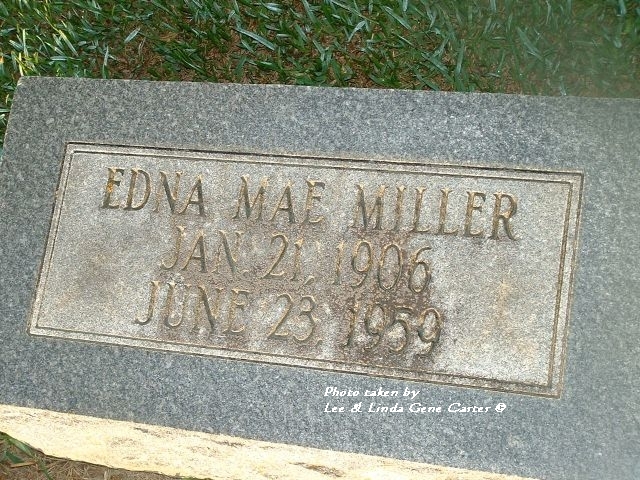 EDNA MAE MILLER
JAN. 21, 1906
JUNE 23, 1959
Photo taken by
Lee & Linda Gene Carter ©